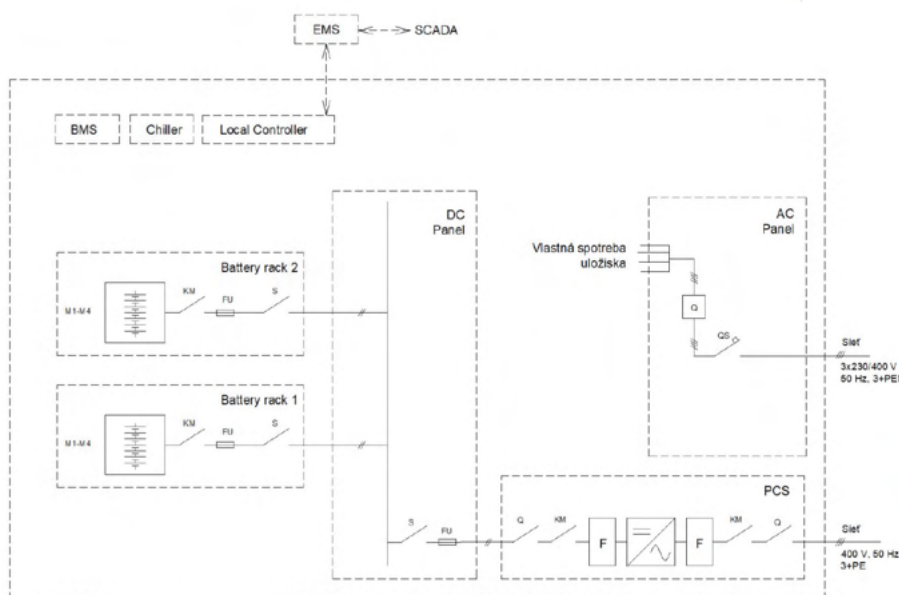 EMS
SCADA
BMS
Chiller
Local Controller
DC
Panel
AC
Panel
Vlastná spotreba
uložiska
Battery rack 2
M1-M4
KM
FU
S
Q
QS
Sieť
3x230/400 V
50 Hz, 3+PE
Battery rack 1
M1-M4
KM
FU
S
PCS
S
FU
Q
KM
F
F
KM
Q
Sieť
400 V, 50 Hz
3+PE